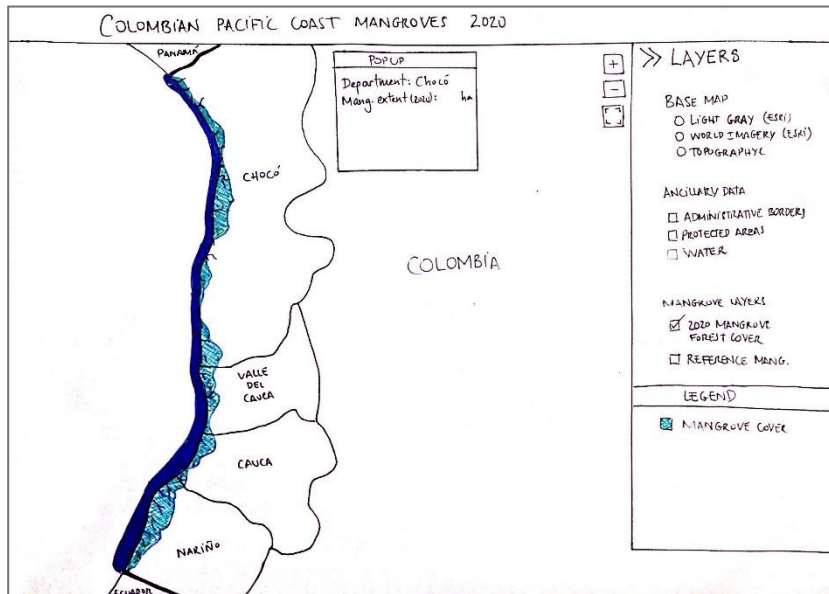 COLOMBIAN PACIFIC COAST MANGROVES 2020
PANAMÁ
CHOCÓ
VALLE
DEL
CAUCA
CAUCA
NARIÑO
ECUADOR
POPUP
Department: Chocó
Mang. extent (2020): ha
COLOMBIA
+
-
>> LAYERS
BASE MAP
LIGHT GRAY (ESRI)
WORLD IMAGERY (ESRI)
TOPOGRAPHYC
ANCILLARY DATA
ADMINISTRATIVE BORDERS
PROTECTED AREAS
WATER
MANGROVE LAYERS
2020 MANGROVE
FOREST COVER
REFERENCE MANG.
LEGEND
MANGROVE COVER